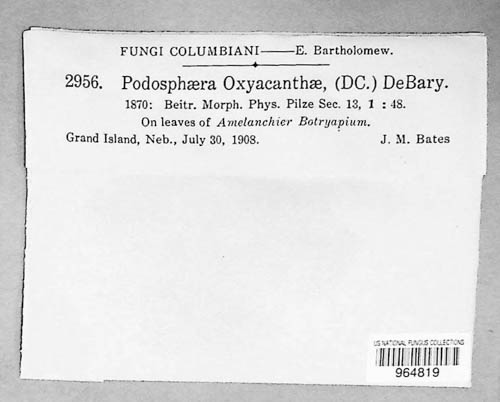 FUNGI COLUMBIANI——E. Bartholomew.
2956. Podosphæra Oxyacanthæ, (DC.) DeBary.
1870: Beitr. Morph. Phys. Pilze Sec. 13, 1 : 48.
On leaves of Amelanchier Botryapium.
Grand Island, Neb., July 30, 1908. J. M. Bates
US NATIONAL FUNGUS COLLECTIONS
964819